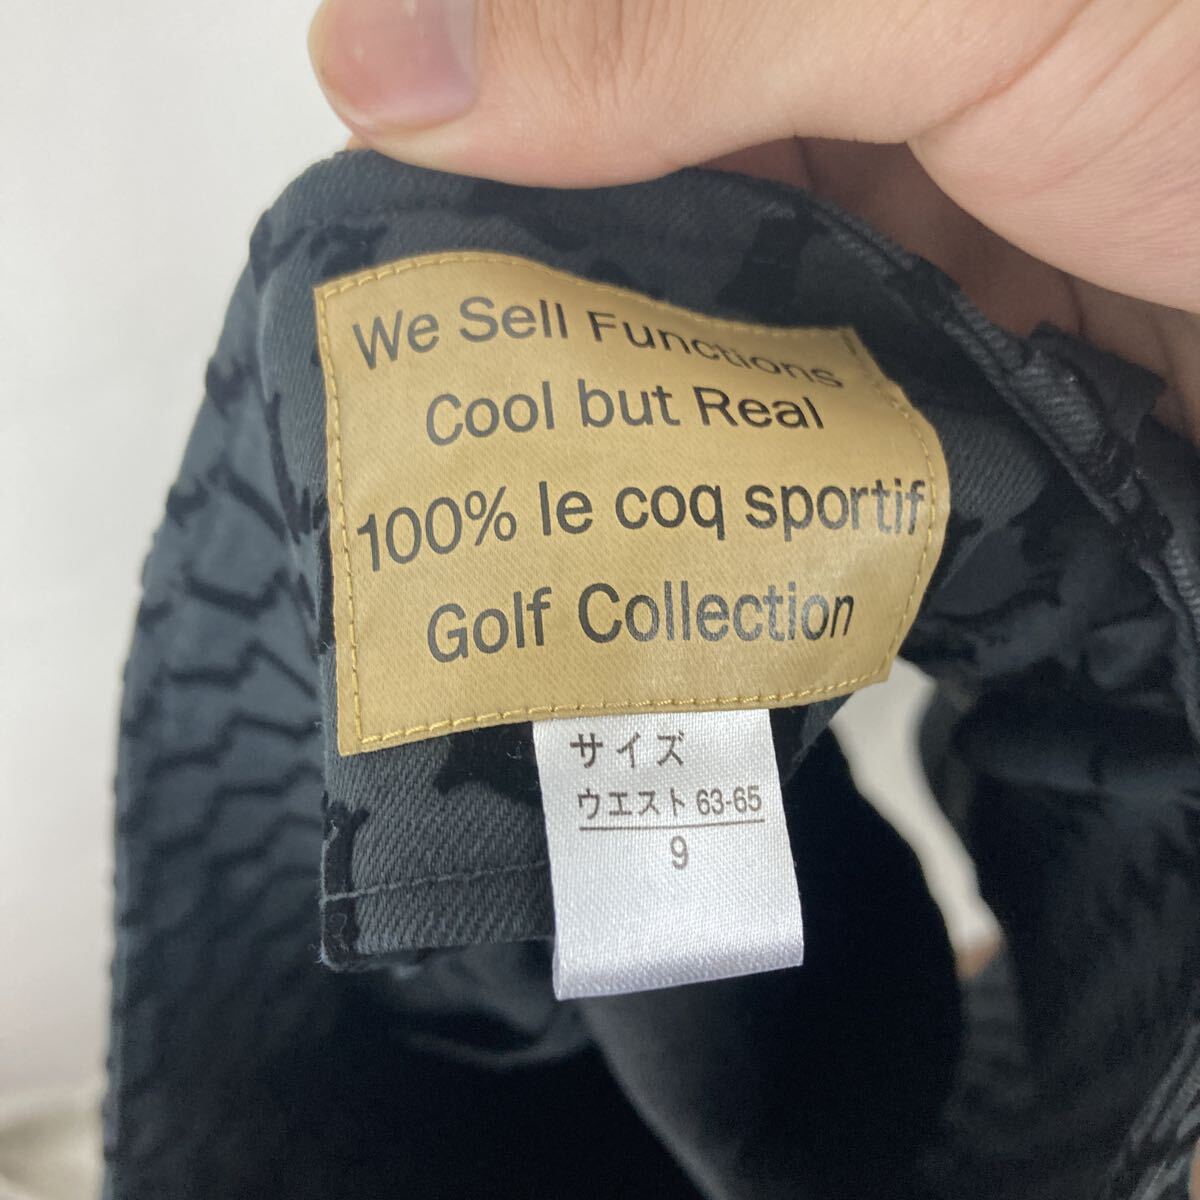 We Sell Functions
Cool but Real
100% le coq sportif
Golf Collection
サイズ
ウエスト 63-65
9